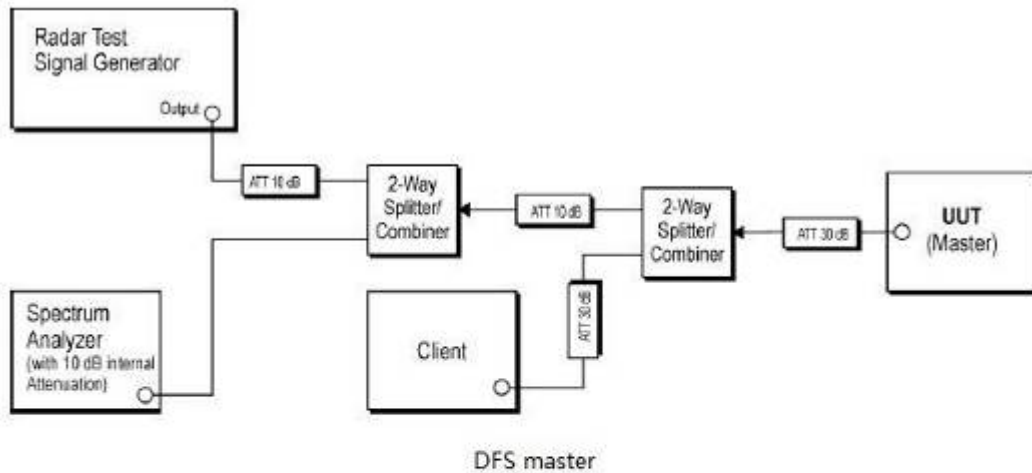 Radar Test
Signal Generator
Output
ATT 10 dB
2-Way
Splitter/
Combiner
ATT 10 dB
2-Way
Splitter/
Combiner
ATT 30 dB
UUT
(Master)
Spectrum
Analyzer
(with 10 dB internal
Attenuation)
Client
ATT 30 dB
DFS master